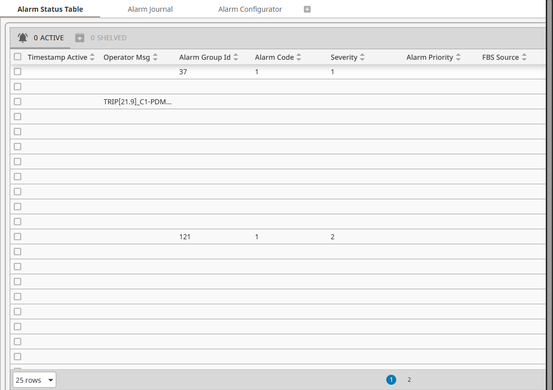 Alarm Status Table Alarm Journal Alarm Configurator
0 ACTIVE 0 SHELVED
Timestamp Active Operator Msg Alarm Group Id Alarm Code Severity Alarm Priority FBS Source
37 1 1
TRIP[21.9]_C1-PDM...
121 1 2
25 rows 1 2